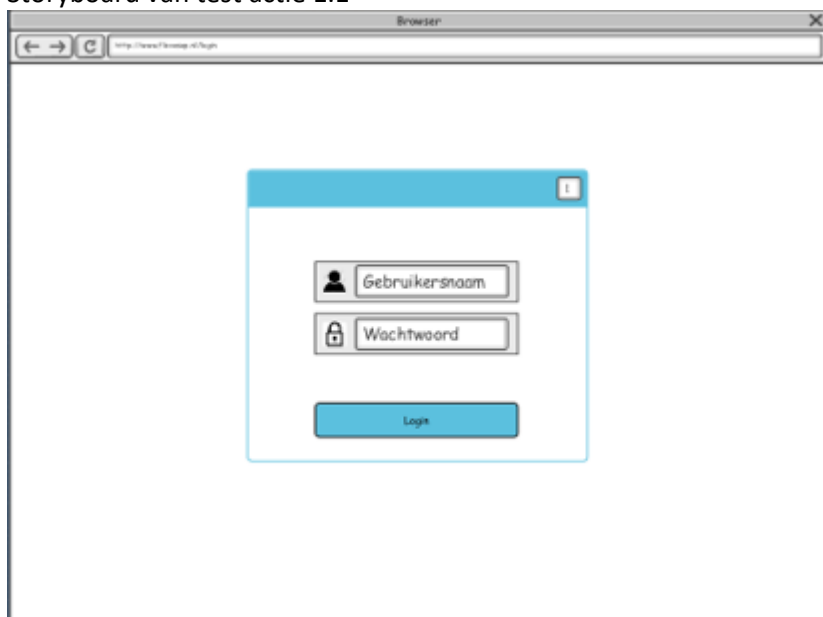 Storyboard van test actie 1.1
Browser
Gebruikersnaam
Wachtwoord
Login